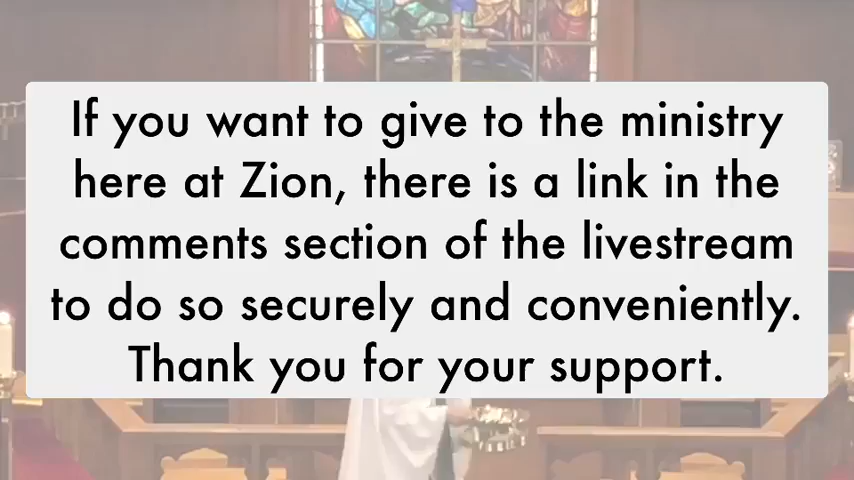 If you want to give to the ministry
here at Zion, there is a link in the
comments section of the livestream
to do so securely and conveniently.
Thank you for your support.